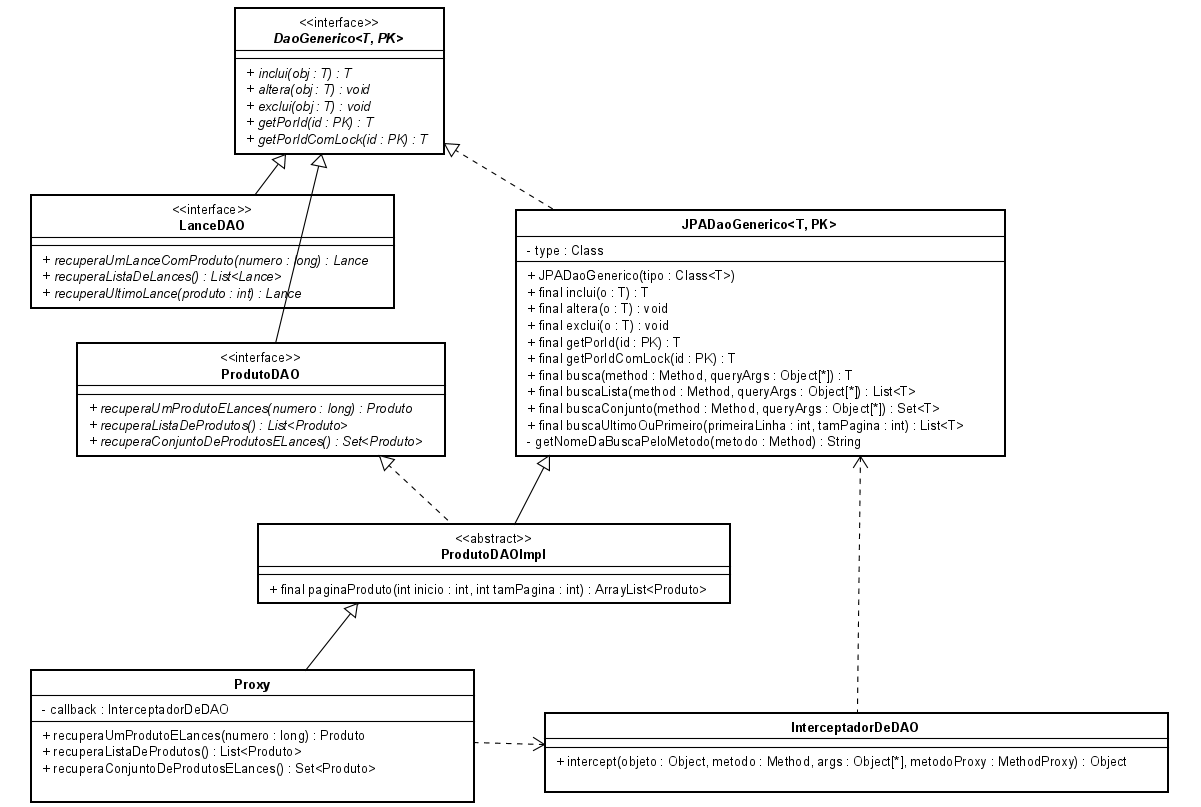 <<interface>>
DaoGenerico<T, PK>
+ inclui(obj : T) : T
+ altera(obj : T) : void
+ exclui(obj : T) : void
+ getPorId(id : PK) : T
+ getPorIdComLock(id : PK) : T
<<interface>>
LanceDAO
+ recuperaUmLanceComProduto(numero : long) : Lance
+ recuperaListaDeLances() : List<Lance>
+ recuperaUltimoLance(produto : int) : Lance
JPADaoGenerico<T, PK>
- type : Class
+ JPADaoGenerico(tipo : Class<T>)
+ final inclui(o : T) : T
+ final altera(o : T) : void
+ final exclui(o : T) : void
+ final getPorId(id : PK) : T
+ final getPorIdComLock(id : PK) : T
+ final busca(method : Method, queryArgs : Object[*]) : T
+ final buscaLista(method : Method, queryArgs : Object[*]) : List<T>
+ final buscaConjunto(method : Method, queryArgs : Object[*]) : Set<T>
+ final buscaUltimoOuPrimeiro(primeiraLinha : int, tamPagina : int) : List<T>
- getNomeDaBuscaPeloMetodo(metodo : Method) : String
<<interface>>
ProdutoDAO
+ recuperaUmProdutoELances(numero : long) : Produto
+ recuperaListaDeProdutos() : List<Produto>
+ recuperaConjuntoDeProdutosELances() : Set<Produto>
<<abstract>>
ProdutoDAOImpl
+ final paginaProduto(int inicio : int, int tamPagina : int) : ArrayList<Produto>
Proxy
- callback : InterceptadorDeDAO
+ recuperaUmProdutoELances(numero : long) : Produto
+ recuperaListaDeProdutos() : List<Produto>
+ recuperaConjuntoDeProdutosELances() : Set<Produto>
InterceptadorDeDAO
+ intercept(objeto : Object, metodo : Method, args : Object[*], metodoProxy : MethodProxy) : Object